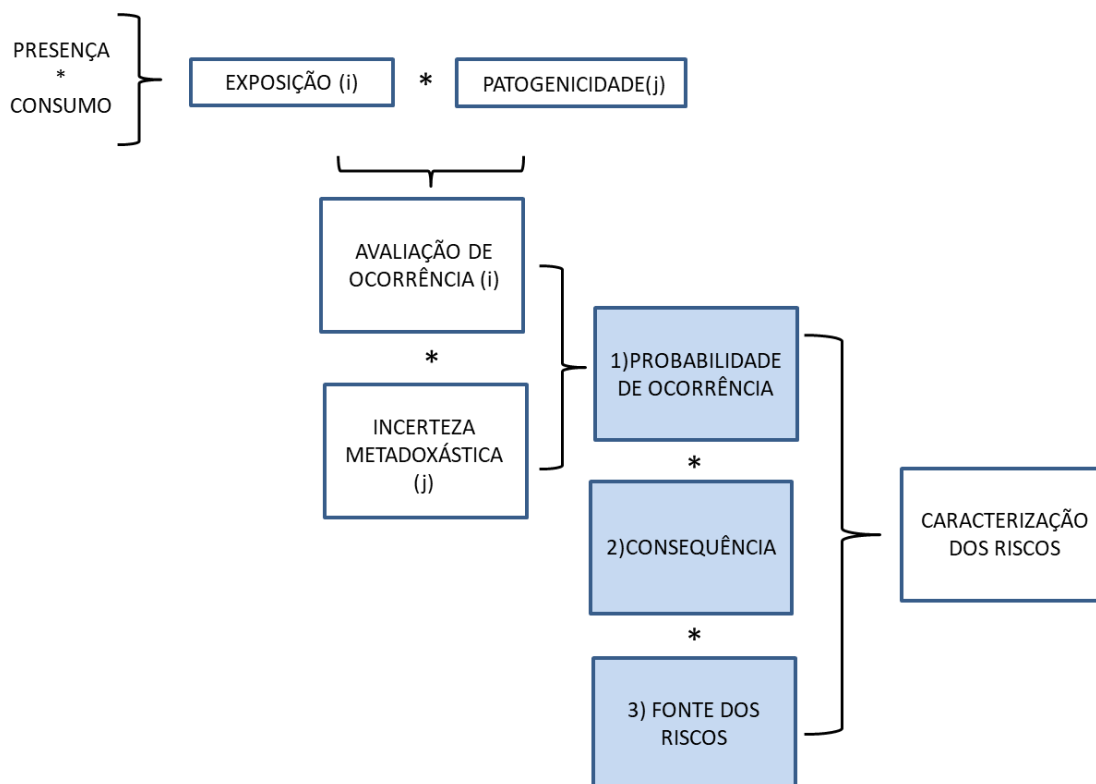 PRESENÇA
*
CONSUMO
EXPOSIÇÃO (i)
*
PATOGENICIDADE(j)
AVALIAÇÃO DE
OCORRÊNCIA (i)
*
INCERTEZA
METADOXÁSTICA
(j)
1)PROBABILIDADE
DE OCORRÊNCIA
*
2)CONSEQUÊNCIA
*
3) FONTE DOS
RISCOS
CARACTERIZAÇÃO
DOS RISCOS